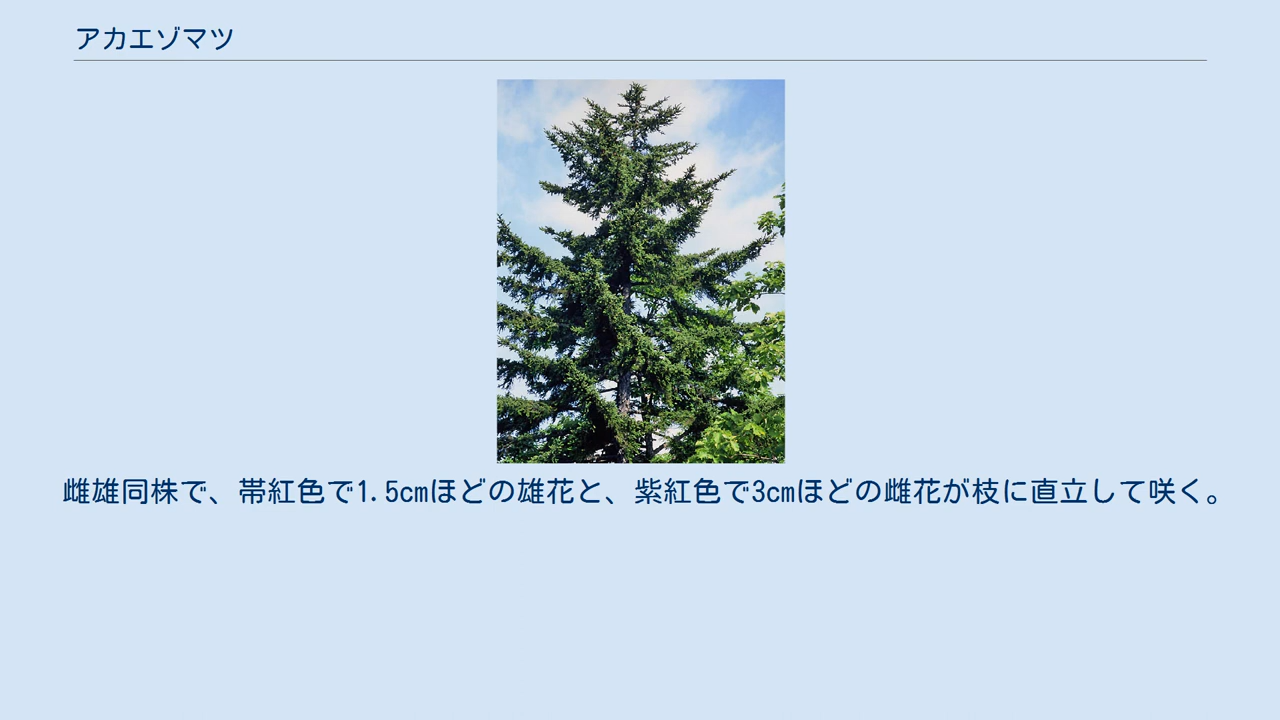 アカエゾマツ
雌雄同株で、帯紅色で1.5cmほどの雄花と、紫紅色で3cmほどの雌花が枝に直立して咲く。